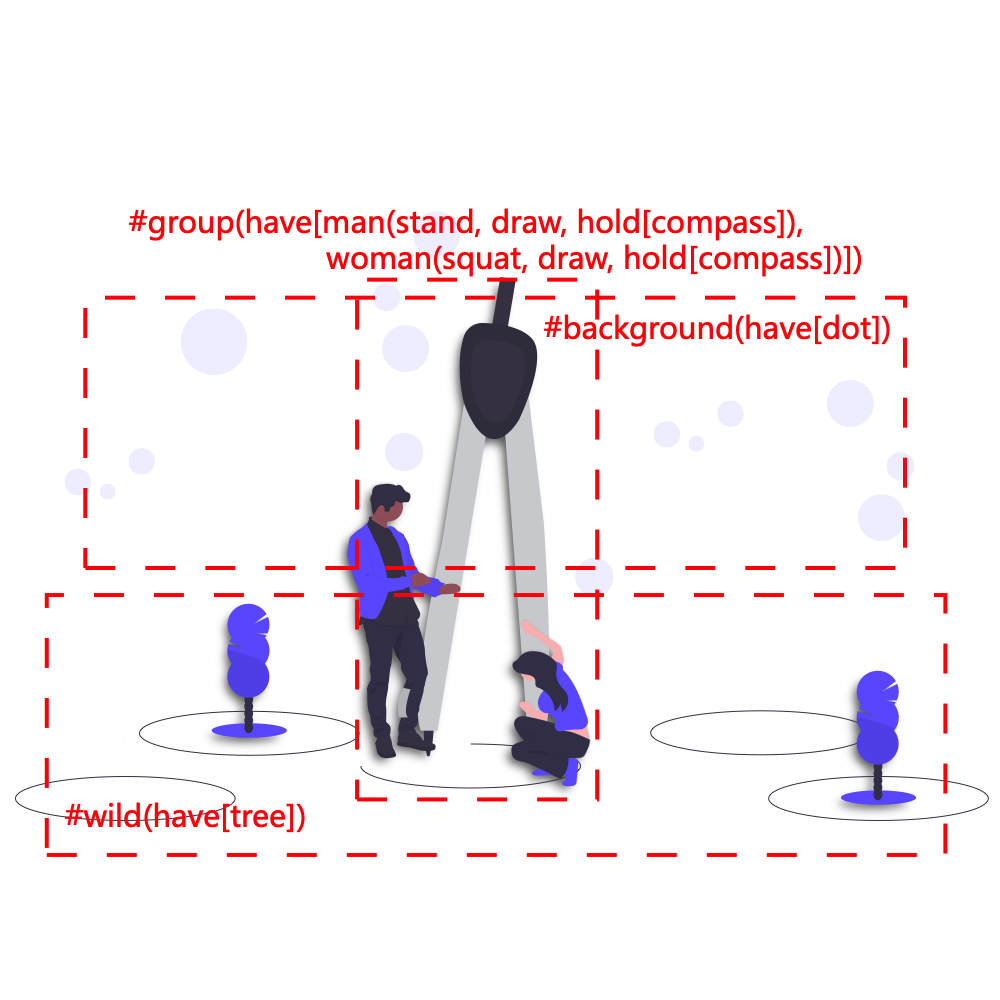 #group(have[man(stand, draw, hold[compass]),
woman(squat, draw, hold[compass])])
#background(have[dot])
#wild(have[tree])